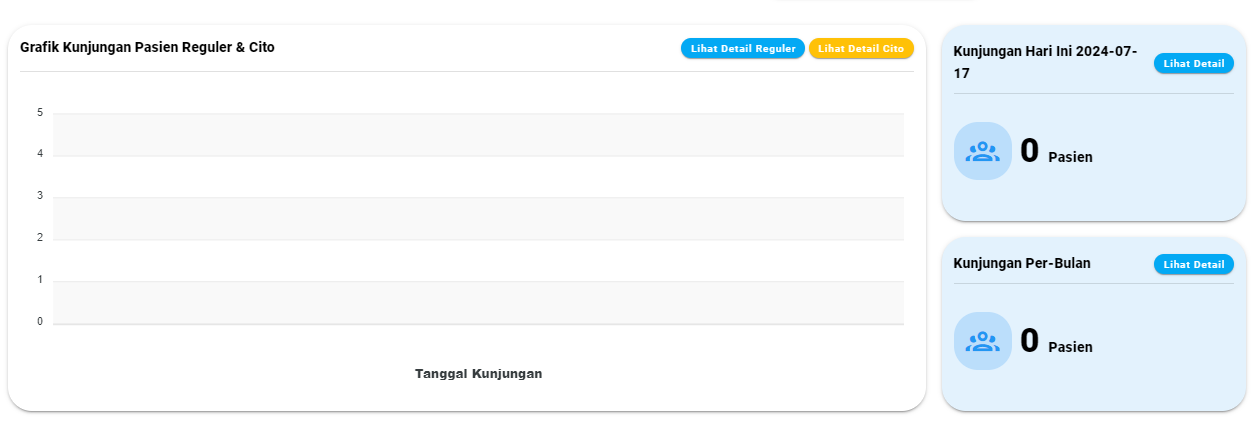 Grafik Kunjungan Pasien Reguler & Cito
Lihat Detail Reguler
Lihat Detail Cito
5
4
3
2
1
0
Tanggal Kunjungan
Kunjungan Hari Ini 2024-07-
17
Lihat Detail
0 Pasien
Kunjungan Per-Bulan
Lihat Detail
0 Pasien